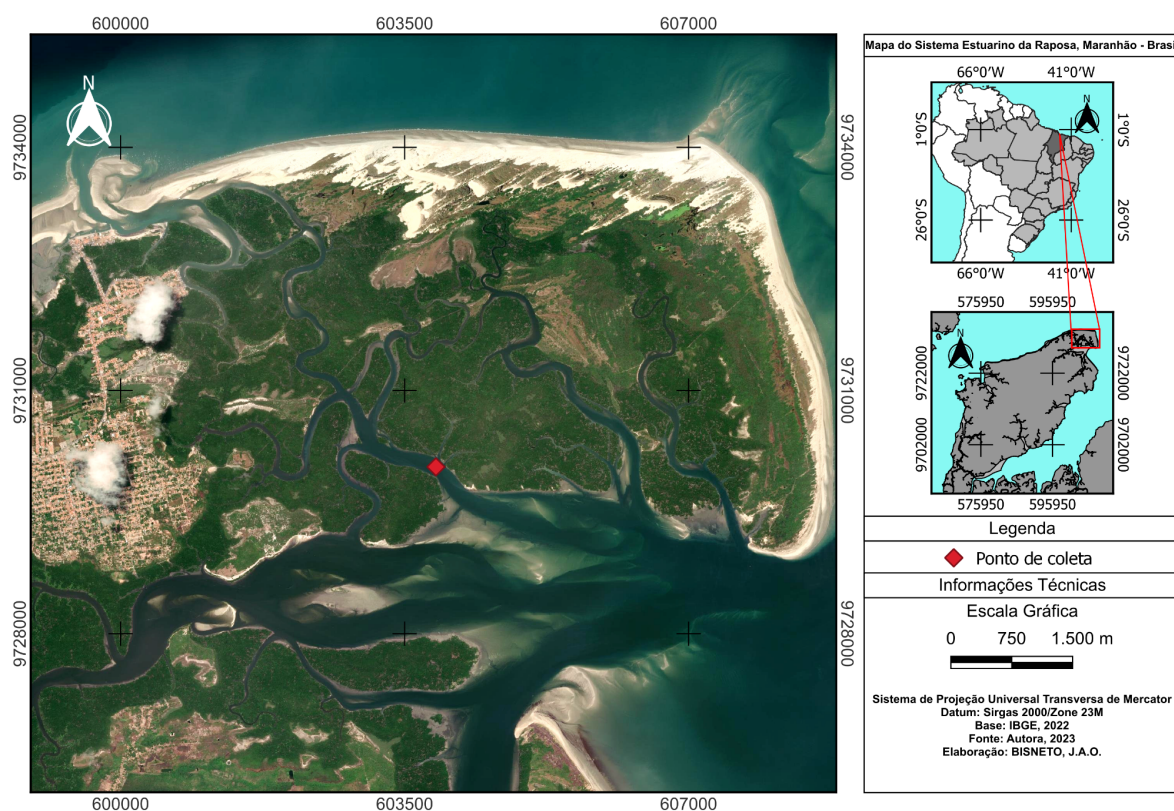 600000
603500
607000
N
9734000
9734000
9731000
9731000
9728000
9728000
600000
603500
607000
Mapa do Sistema Estuarino da Raposa, Maranhão - Brasi
66°0'W
41°0'W
N
1°0'S
1°0'S
26°0'S
26°0'S
66°0'W
41°0'W
575950
595950
N
9722000
9722000
9702000
9702000
575950
595950
Legenda
Ponto de coleta
Informações Técnicas
Escala Gráfica
0 750 1.500 m
Sistema de Projeção Universal Transversa de Mercator
Datum: Sirgas 2000/Zone 23M
Base: IBGE, 2022
Fonte: Autora, 2023
Elaboração: BISNETO, J.A.O.